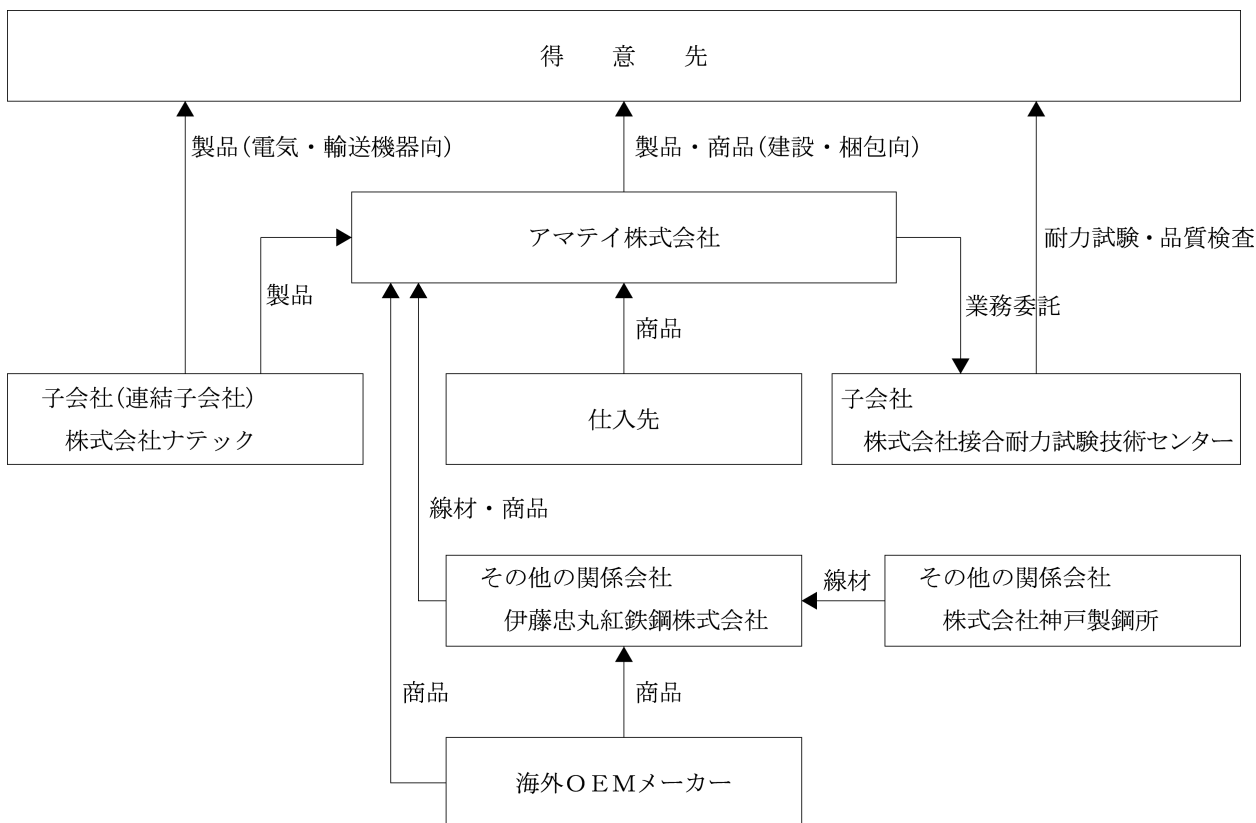 得意先
製品(電気・輸送機器向)
製品・商品(建設・梱包向)
アマテイ株式会社
耐力試験・品質検査
製品
業務委託
商品
子会社(連結子会社)
株式会社ナテック
仕入先
子会社
株式会社接合耐力試験技術センター
線材・商品
その他の関係会社
伊藤忠丸紅鉄鋼株式会社
線材
その他の関係会社
株式会社神戸製鋼所
商品
商品
海外OEMメーカー